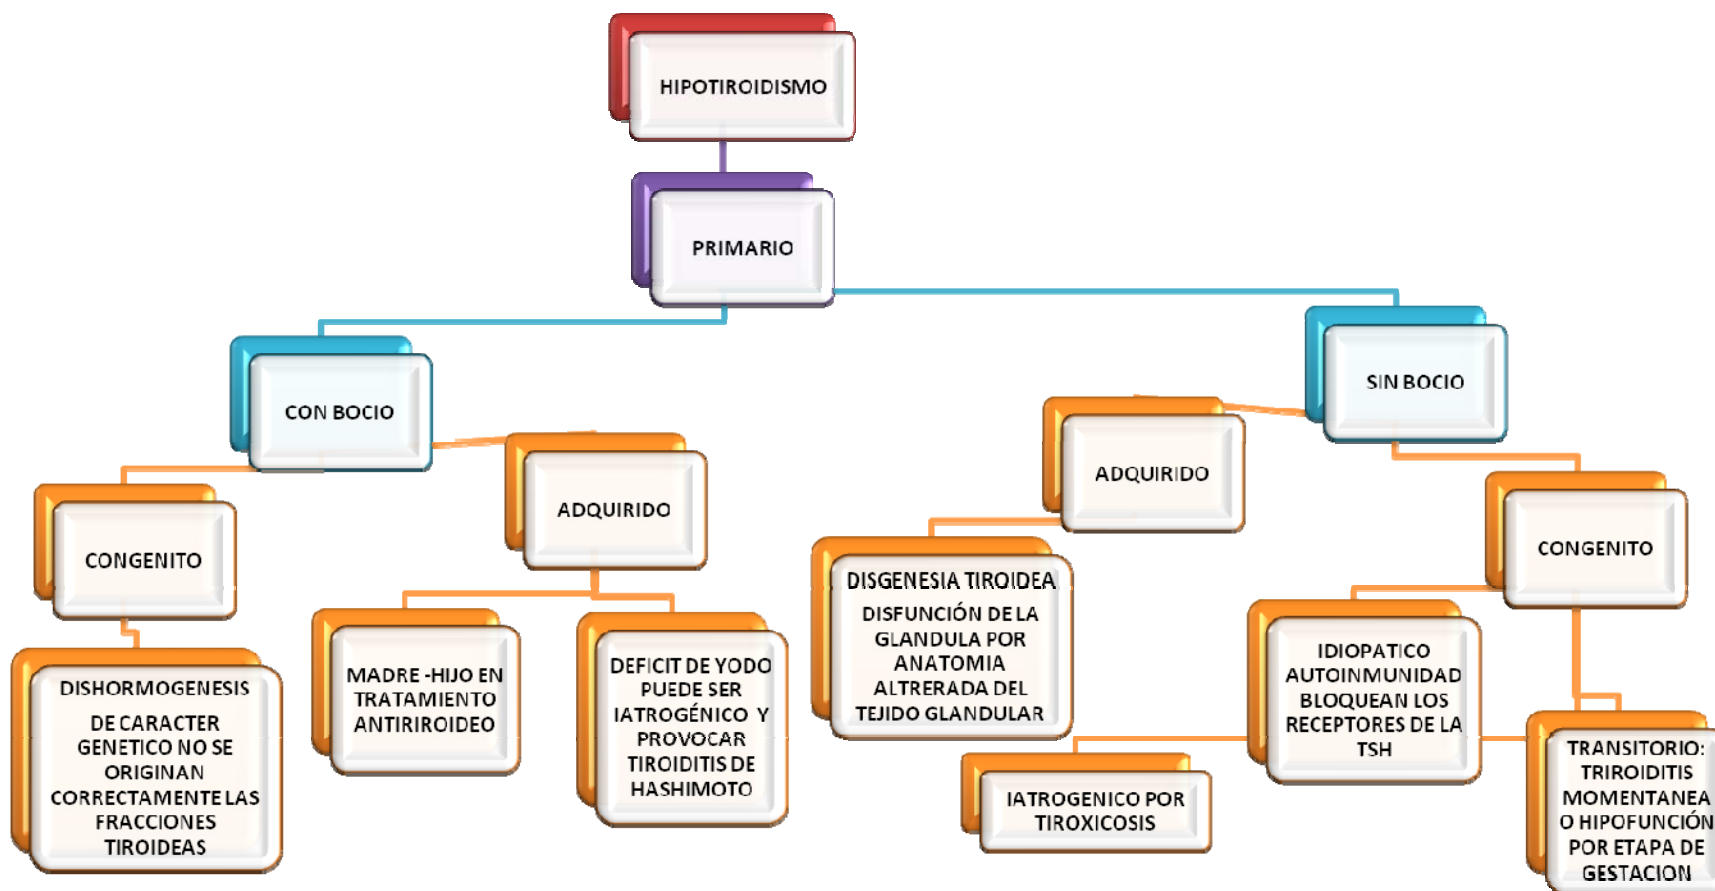 HIPOTIROIDISMO
PRIMARIO
CON BOCIO
SIN BOCIO
CONGENITO
ADQUIRIDO
ADQUIRIDO
CONGENITO
DISHORMOGENESIS
DE CARACTER
GENETICO NO SE
ORIGINAN
CORRECTAMENTE LAS
FRACCIONES
TIROIDEAS
MADRE -HIJO EN
TRATAMIENTO
ANTIRIROIDEO
DEFICIT DE YODO
PUEDE SER
IATROGÉNICO Y
PROVOCAR
TIROIDITIS DE
HASHIMOTO
DISGENESIA TIROIDEA
DISFUNCIÓN DE LA
GLANDULA POR
ANATOMIA
ALTRERADA DEL
TEJIDO GLANDULAR
IDIOPATICO
AUTOINMUNIDAD
BLOQUEAN LOS
RECEPTORES DE LA
TSH
IATROGENICO POR
TIROXICOSIS
TRANSITORIO:
TRIROIDITIS
MOMENTANEA
O HIPOFUNCIÓN
POR ETAPA DE
GESTACION